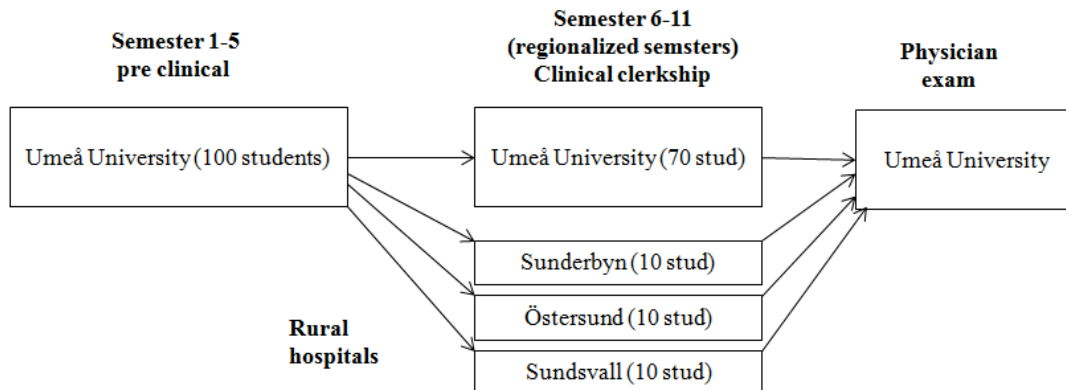 Semester 1-5
pre clinical
Semester 6-11
(regionalized semsters)
Clinical clerkship
Physician
exam
Umeå University (100 students)
Umeå University (70 stud)
Umeå University
Sunderbyn (10 stud)
Östersund (10 stud)
Sundsvall (10 stud)
Rural
hospitals